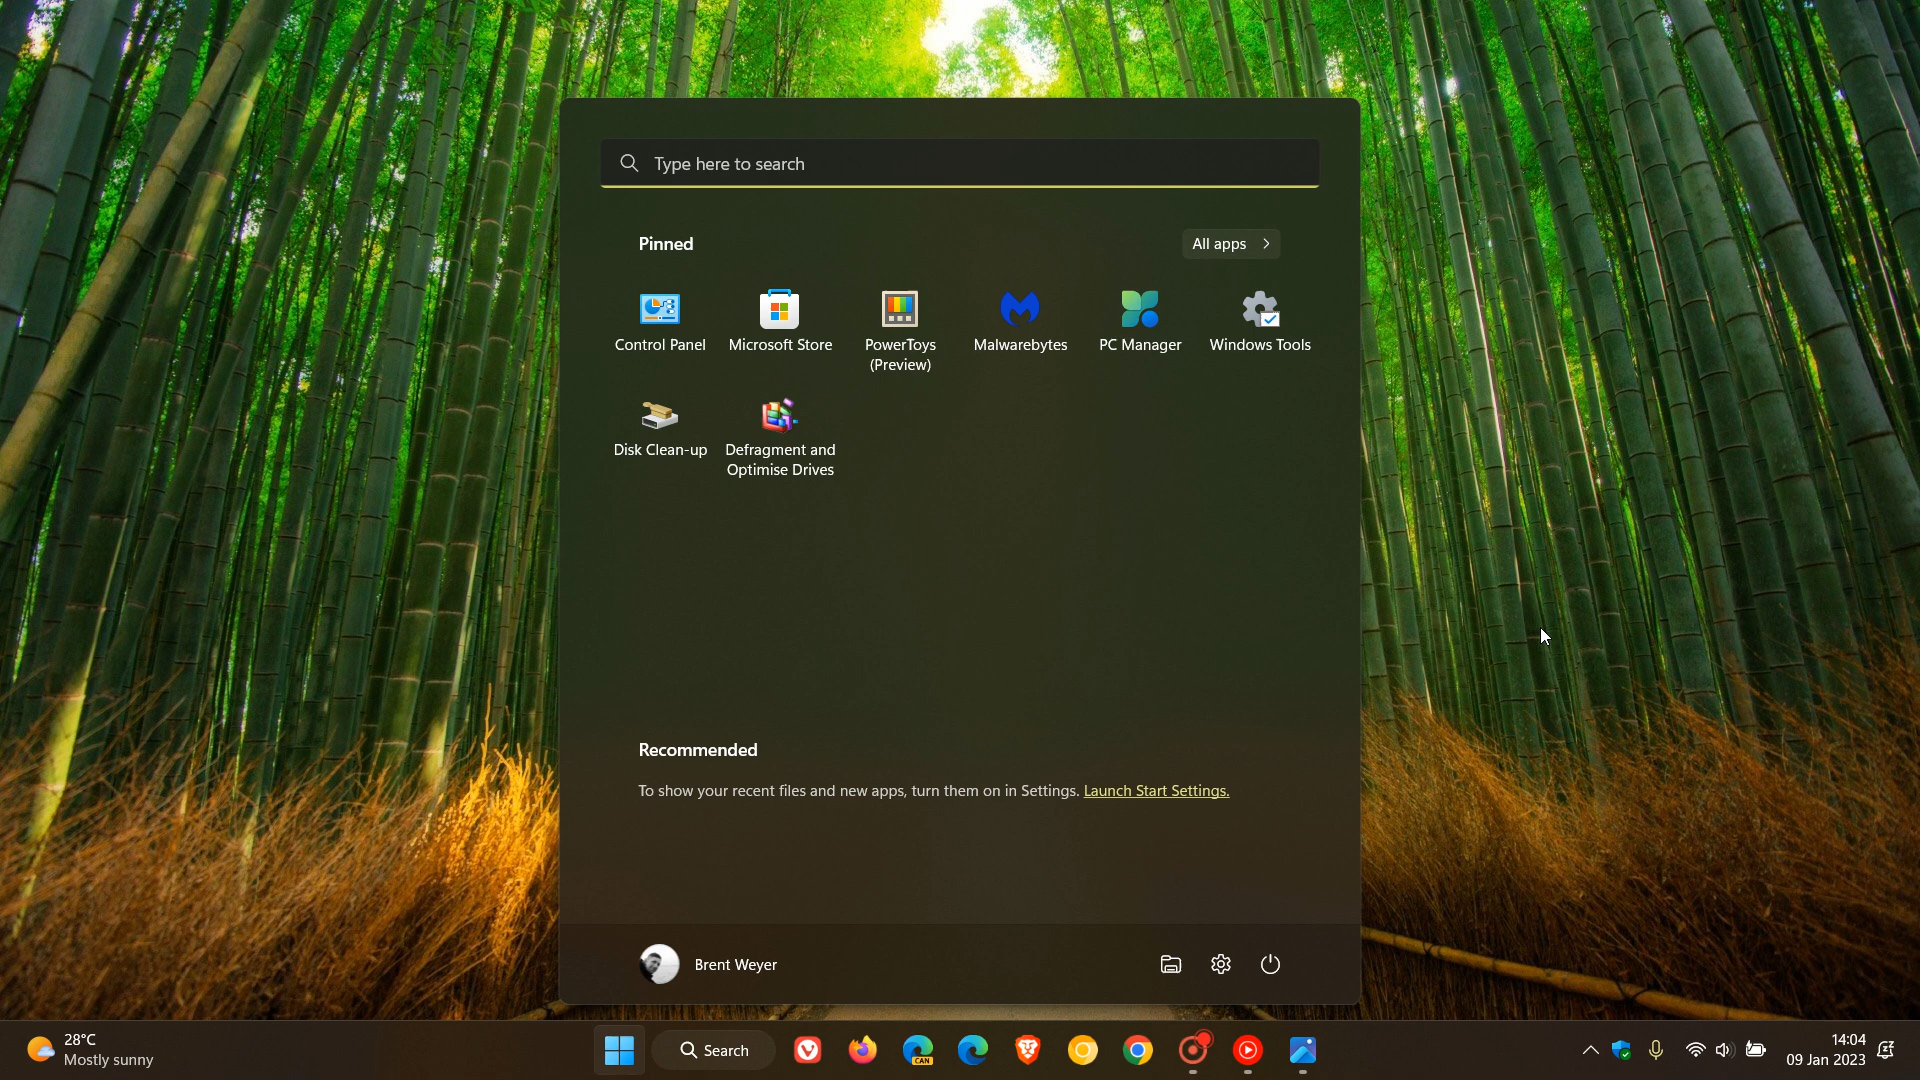 Type here to search
Pinned
All apps
Control Panel
Microsoft Store
PowerToys
(Preview)
Malwarebytes
PC Manager
Windows Tools
Disk Clean-up
Defragment and
Optimise Drives
Recommended
To show your recent files and new apps, turn them on in Settings. Launch Start Settings.
Brent Weyer
28°C
Mostly sunny
Search
CAN
14:04
09 Jan 2023